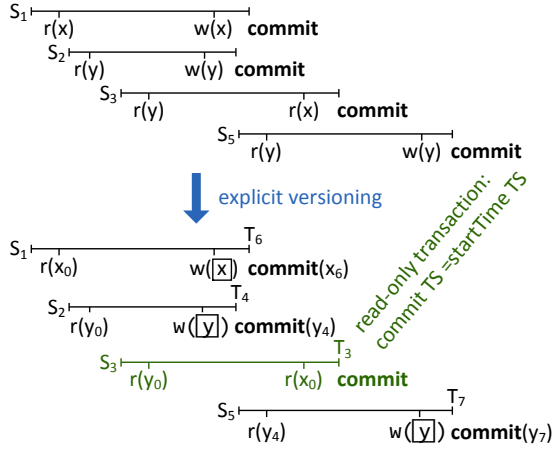 S1
r(x) w(x) commit
S2
r(y) w(y) commit
S3
r(y) r(x) commit
S5
r(y) w(y) commit
explicit versioning
read-only transaction:
commit TS =startTime TS
S1 T6
r(x0) w(x) commit(x6)
S2 T4
r(y0) w(y) commit(y4)
S3 T3
r(y0) r(x0) commit
S5 T7
r(y4) w(y) commit(y7)